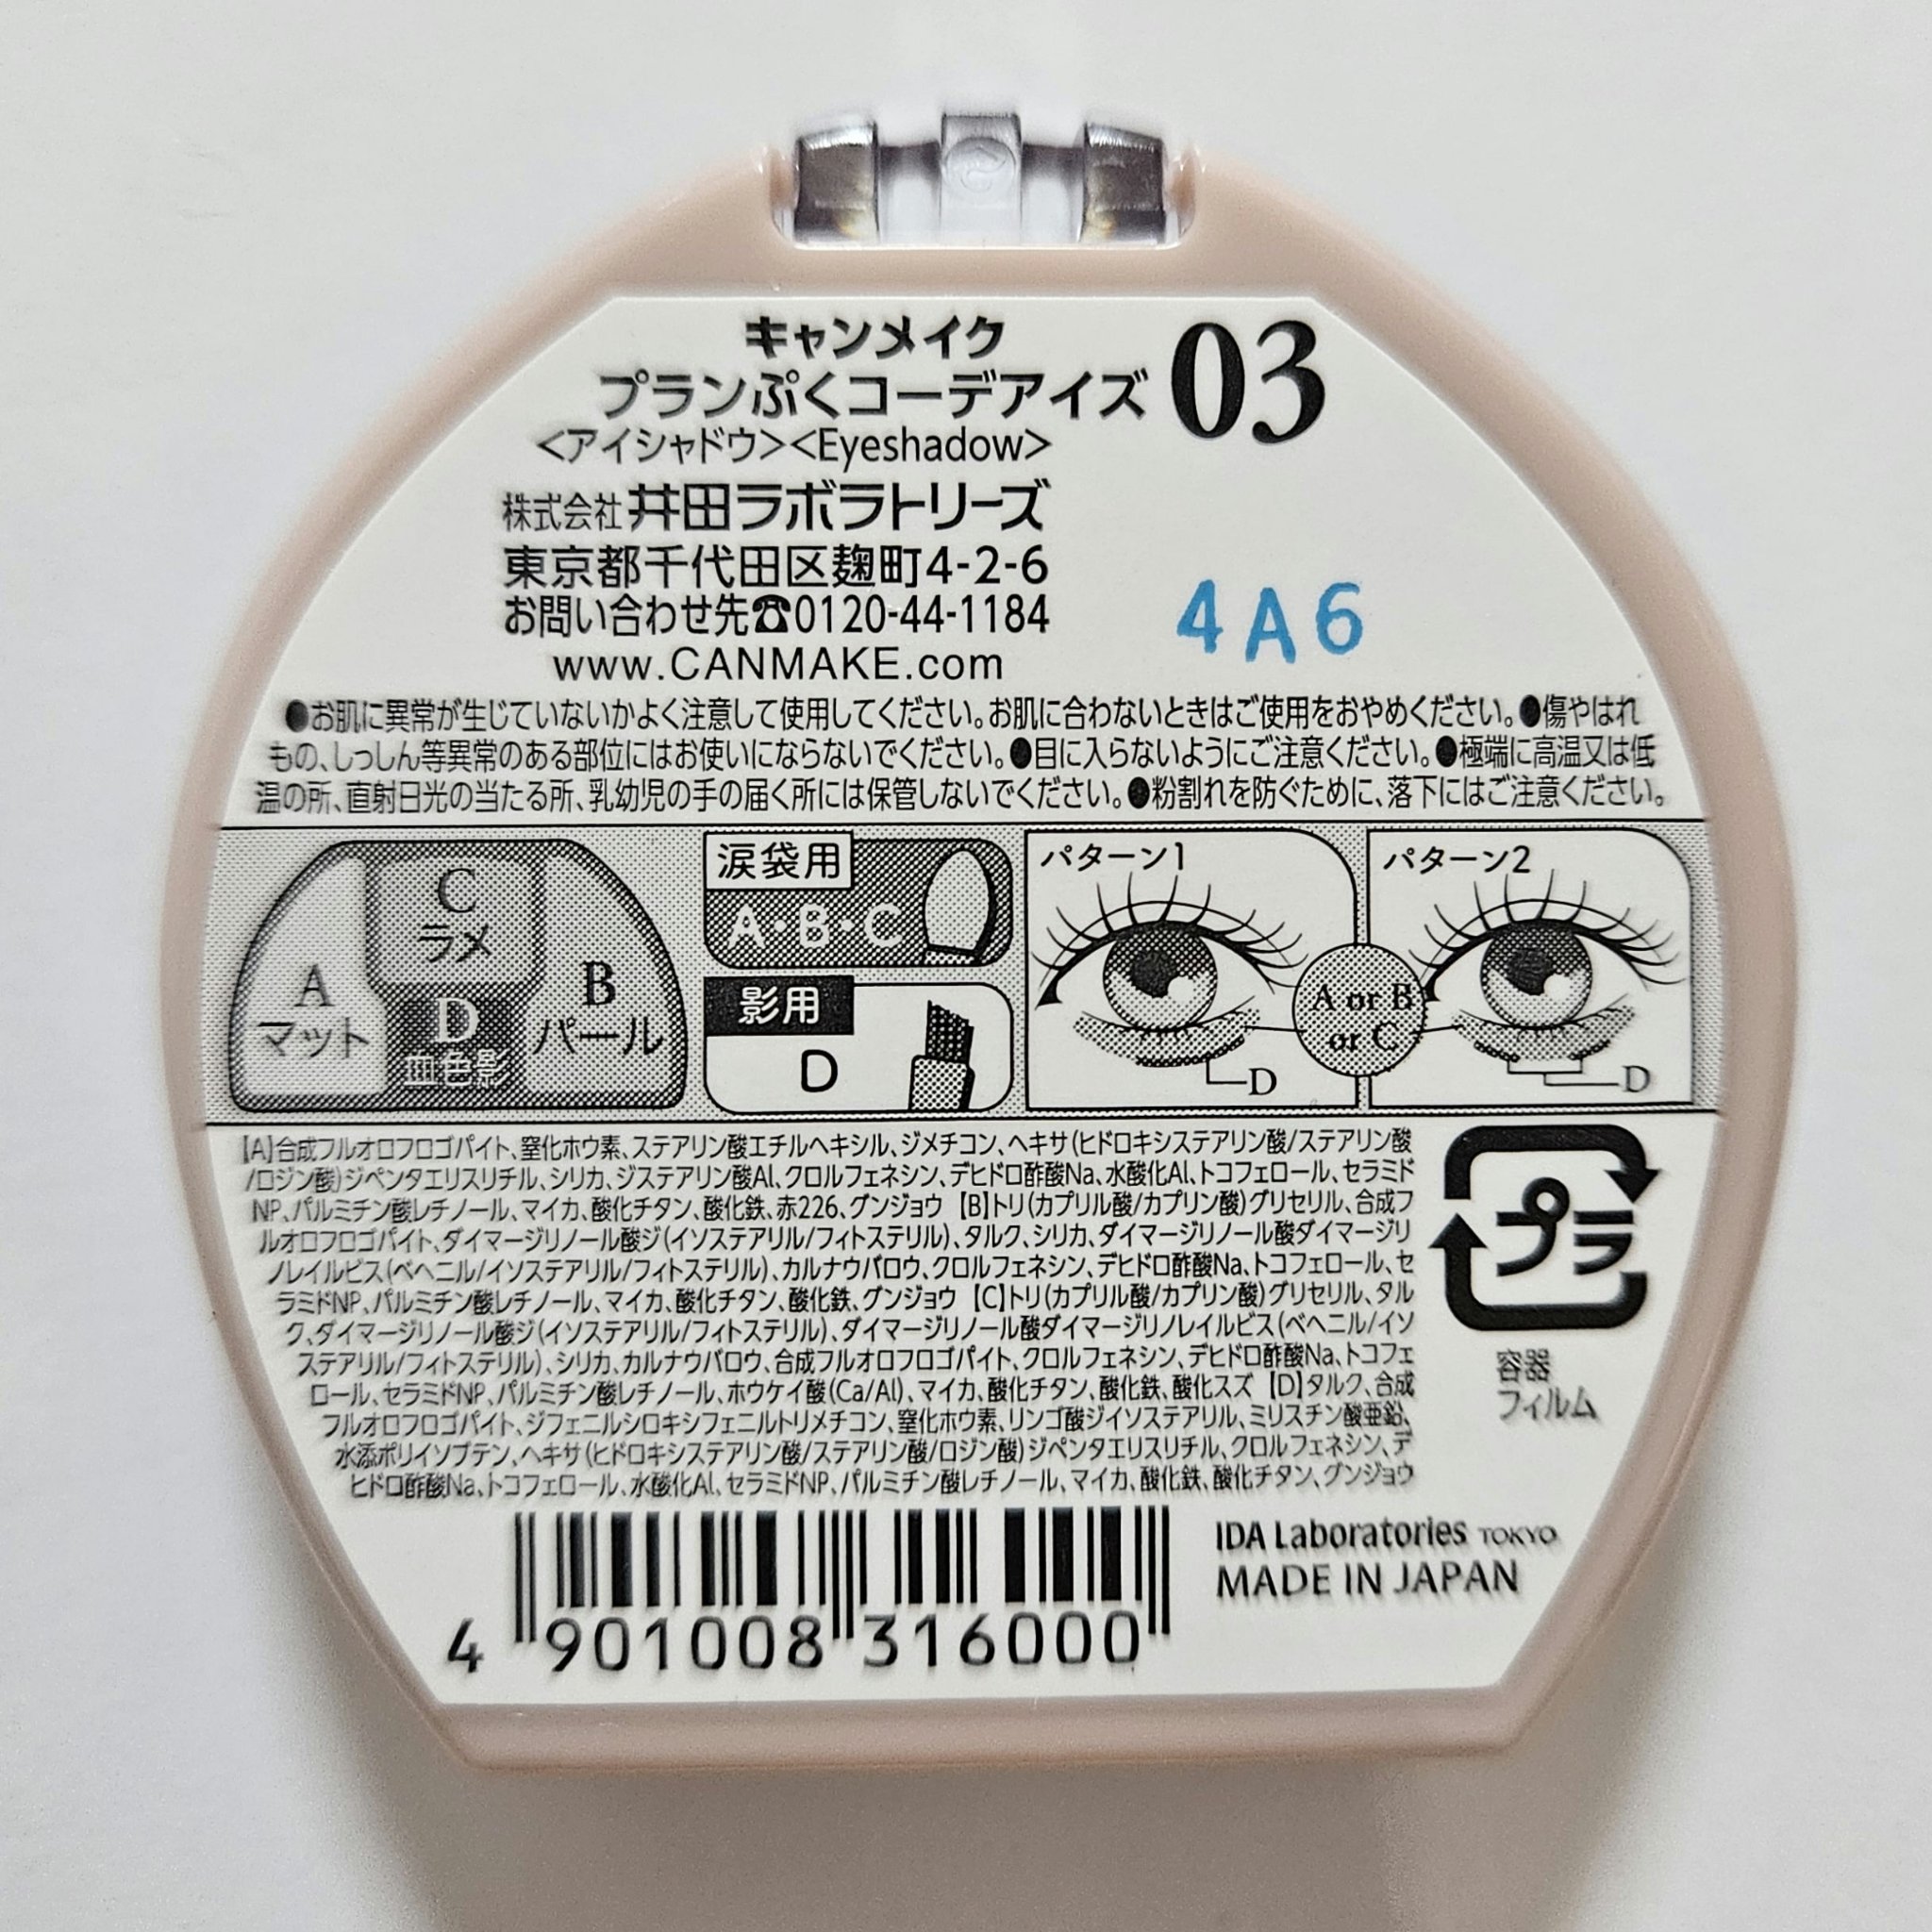 キャンメイク
プランぷくコーデアイズ 03
<アイシャドウ><Eyeshadow>
株式会社 井田ラボラトリーズ
東京都千代田区麹町4-2-6
お問い合わせ先☎0120-44-1184
www.CANMAKE.com
4A6
●お肌に異常が生じていないかよく注意して使用してください。お肌に合わないときはご使用をおやめください。●傷やはれ
もの、しっしん等異常のある部位にはお使いにならないでください。●目に入らないようにご注意ください。●極端に高温又は低
温の所、直射日光の当たる所、乳幼児の手の届く所には保管しないでください。●粉割れを防ぐために、落下にはご注意ください。
C
ラメ
A
マット
D
血色影
B
パール
涙袋用
A・B・C
影用
D
パターン1
D
A or B
or C
パターン2
D
【A】合成フルオロフロゴパイト、窒化ホウ素、ステアリン酸エチルヘキシル、ジメチコン、ヘキサ(ヒドロキシステアリン酸/ステアリン酸
/ロジン酸)ジペンタエリスリチル、シリカ、ジステアリン酸Al、クロルフェネシン、デヒドロ酢酸Na、水酸化Al、トコフェロール、セラミド
NP、パルミチン酸レチノール、マイカ、酸化チタン、酸化鉄、赤226、グンジョウ 【B】トリ(カプリル酸/カプリン酸)グリセリル、合成フ
ルオロフロゴパイト、ダイマージリノール酸ジ(イソステアリル/フィトステリル)、タルク、シリカ、ダイマージリノール酸ダイマージリ
ノレイルビス(ベヘニル/イソステアリル/フィトステリル)、カルナウバロウ、クロルフェネシン、デヒドロ酢酸Na、トコフェロール、セ
ラミドNP、パルミチン酸レチノール、マイカ、酸化チタン、酸化鉄、グンジョウ 【C】トリ(カプリル酸/カプリン酸)グリセリル、タル
ク、ダイマージリノール酸ジ(イソステアリル/フィトステリル)、ダイマージリノール酸ダイマージリノレイルビス(ベヘニル/イソ
ステアリル/フィトステリル)、シリカ、カルナウバロウ、合成フルオロフロゴパイト、クロルフェネシン、デヒドロ酢酸Na、トコフェ
ロール、セラミドNP、パルミチン酸レチノール、ホウケイ酸(Ca/Al)、マイカ、酸化チタン、酸化鉄、酸化スズ 【D】タルク、合成
フルオロフロゴパイト、ジフェニルシロキシフェニルトリメチコン、窒化ホウ素、リンゴ酸ジイソステアリル、ミリスチン酸亜鉛、
水添ポリイソブテン、ヘキサ(ヒドロキシステアリン酸/ステアリン酸/ロジン酸)ジペンタエリスリチル、クロルフェネシン、デ
ヒドロ酢酸Na、トコフェロール、水酸化Al、セラミドNP、パルミチン酸レチノール、マイカ、酸化鉄、酸化チタン、グンジョウ
プラ
容器
フィルム
IDA Laboratories TOKYO
MADE IN JAPAN
4 901008 316000